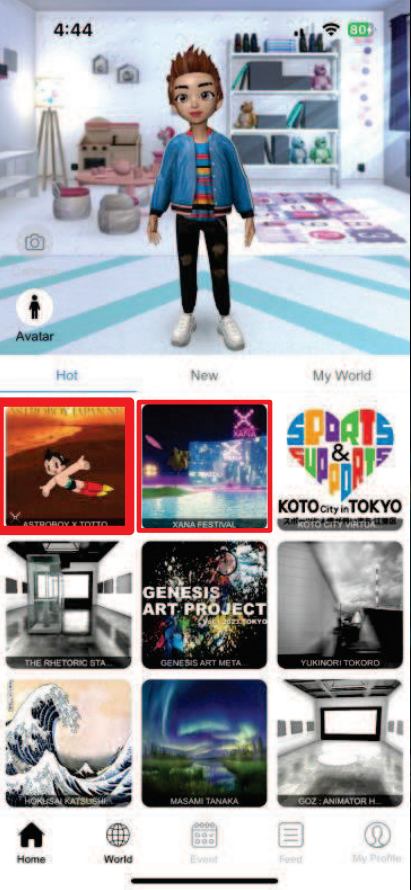 4:44
80
Avatar
Hot
New
My World
ASTROBOY X TOTTO
XANA
XANA FESTIVAL
SPORTS
&
SUPPORTS
KOTO City in TOKYO
KOTO CITY VIRTUA...
THE RHETORIC STA...
GENESIS
ART PROJECT
GENESIS ART META
YUKINORI TOKORO
HOKUSAI KATSUSHI...
MASAMI TANAKA
GOZ : ANIMATOR H...
Home
World
Event
Feed
My Profile